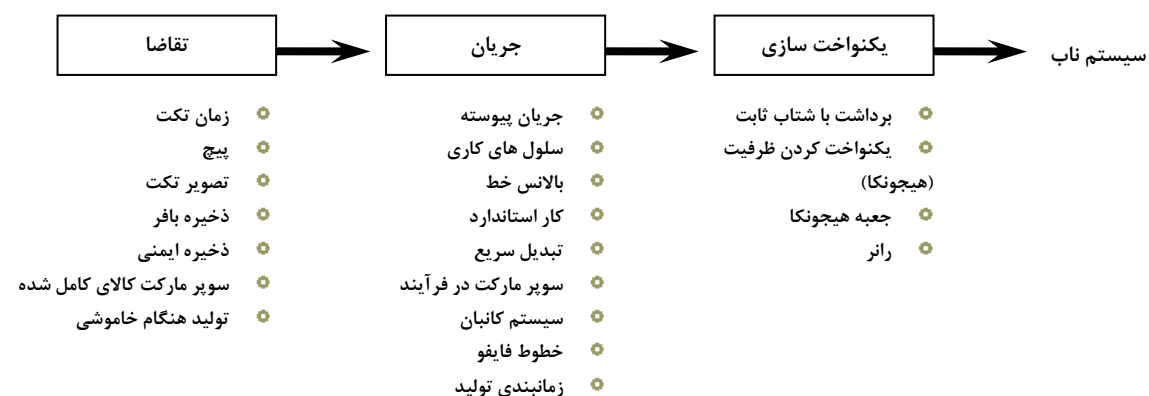 تقاضا
زمان تکت
پیچ
تصویر تکت
ذخیره بافر
ذخیره ایمنی
سوپر مارکت کالای کامل شده
تولید هنگام خاموشی
جریان
جریان پیوسته
سلول های کاری
بالانس خط
کار استاندارد
تبدیل سریع
سوپر مارکت در فرآیند
سیستم کانبان
خطوط فایفو
زمانبندی تولید
یکنواخت سازی
برداشت با شتاب ثابت
یکنواخت کردن ظرفیت
(هیجونکا)
جعبه هیجونکا
رانر
سیستم ناب